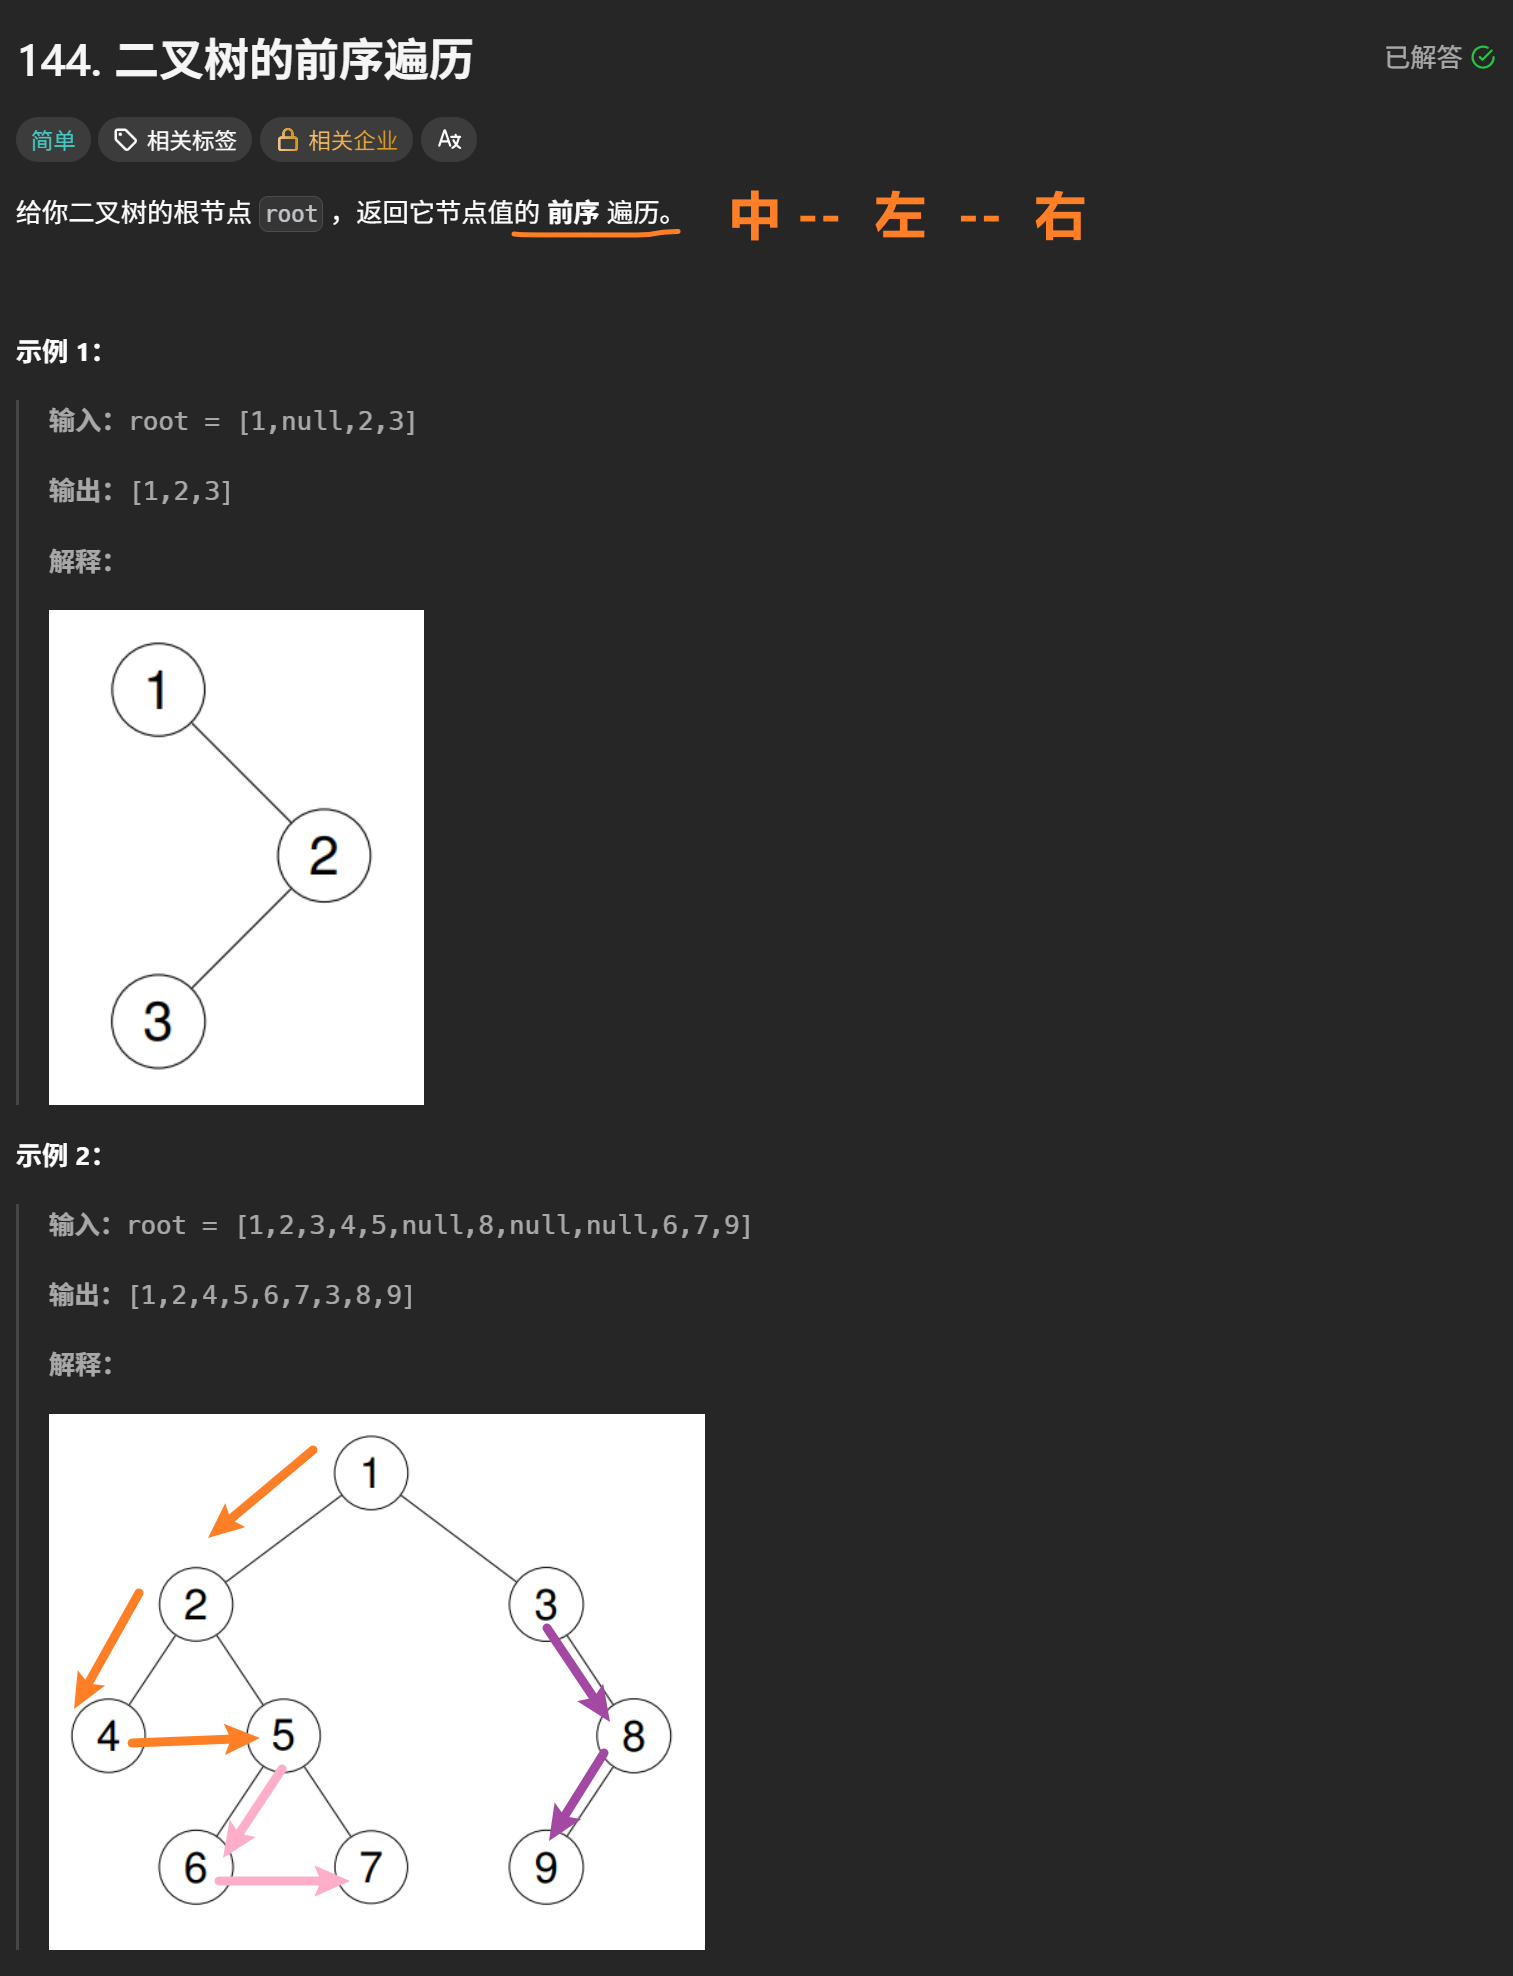 144. 二叉树的前序遍历
已解答
简单 相关标签 相关企业
给你二叉树的根节点 root ，返回它节点值的 前序 遍历。 中 -- 左 -- 右
示例 1：
输入：root = [1,null,2,3]
输出：[1,2,3]
解释：
1
2
3
示例 2：
输入：root = [1,2,3,4,5,null,8,null,null,6,7,9]
输出：[1,2,4,5,6,7,3,8,9]
解释：
1
2 3
4 5 8
6 7 9